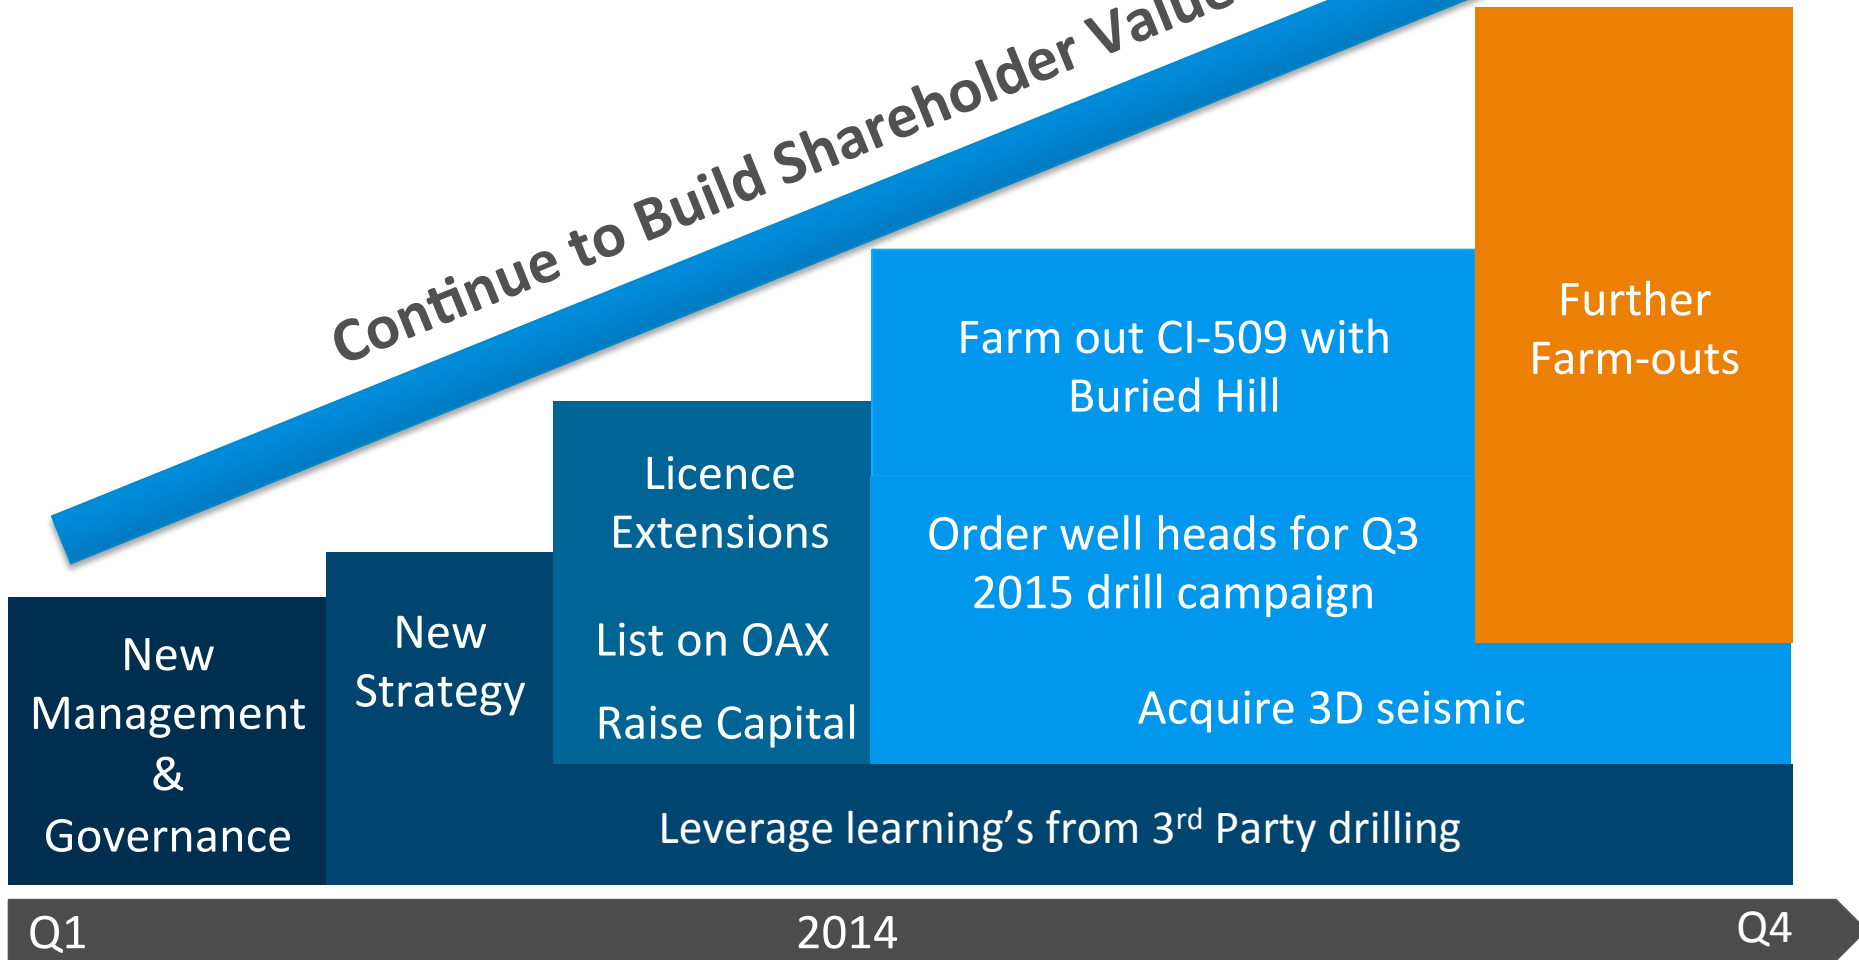 Continue to Build Shareholder Value
Further
Farm-outs
Farm out CI-509 with
Buried Hill
Licence
Extensions
Order well heads for Q3
2015 drill campaign
New
Management
&
Governance
New
Strategy
List on OAX
Raise Capital
Acquire 3D seismic
Leverage learning’s from 3rd Party drilling
Q1
2014
Q4